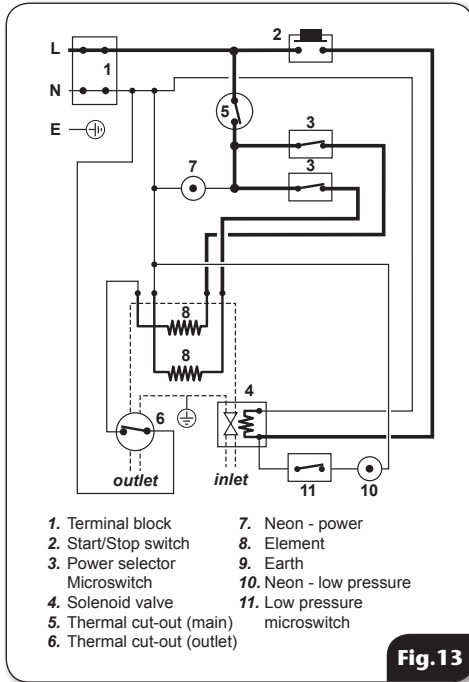 2
L
1
N
5
3
E
7
3
8
8
4
6
outlet
inlet
11
10
1. Terminal block
2. Start/Stop switch
3. Power selector
Microswitch
4. Solenoid valve
5. Thermal cut-out (main)
6. Thermal cut-out (outlet)
7. Neon - power
8. Element
9. Earth
10. Neon - low pressure
11. Low pressure
microswitch
Fig.13